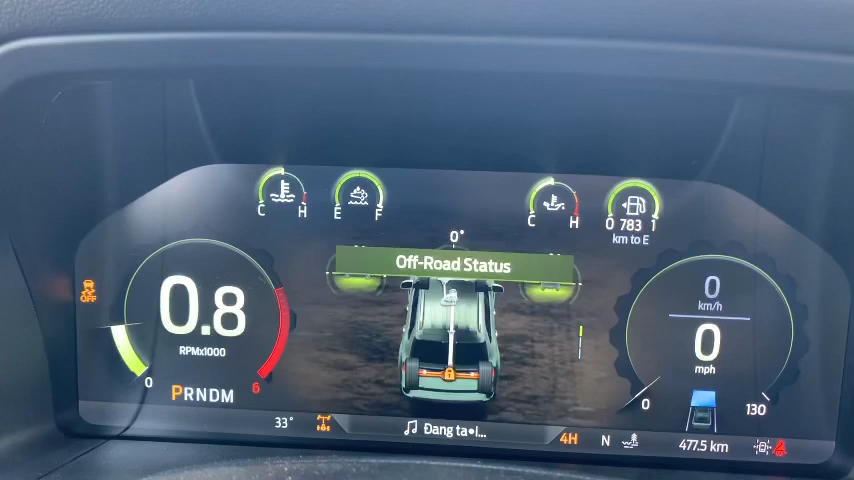 C H
E F
C H
0 783 1
km to E
0°
Off-Road Status
OFF
0.8
RPMx1000
0
6
PRNDM
0
km/h
0
mph
0
130
33°
Đang ta•l...
4H
N
477.5 km